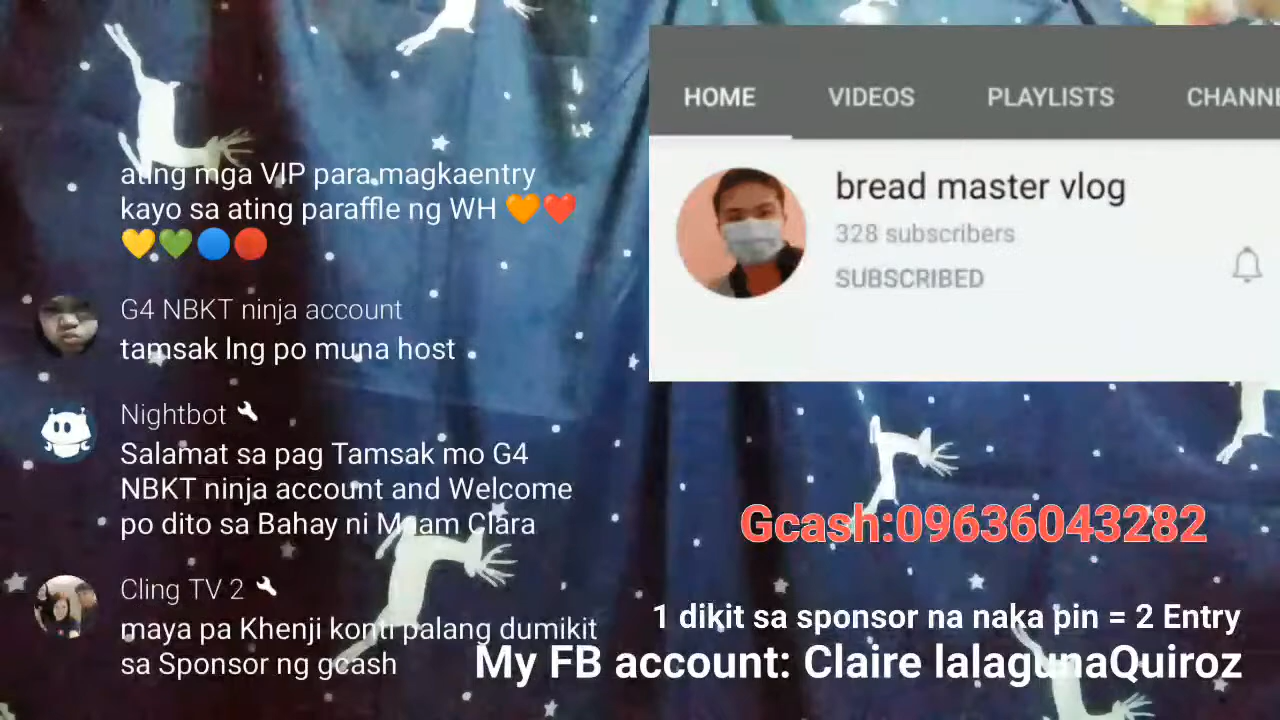 ating mga VIP para magkaentry
kayo sa ating paraffle ng WH 🧡❤️
💛💚🔵🔴
G4 NBKT ninja account
tamsak lng po muna host
Nightbot
Salamat sa pag Tamsak mo G4
NBKT ninja account and Welcome
po dito sa Bahay ni Maam Clara
Cling TV 2
maya pa Khenji konti palang dumikit
sa Sponsor ng gcash
HOME VIDEOS PLAYLISTS CHANNE
bread master vlog
328 subscribers
SUBSCRIBED
Gcash:09636043282
1 dikit sa sponsor na naka pin = 2 Entry
My FB account: Claire lalagunaQuiroz